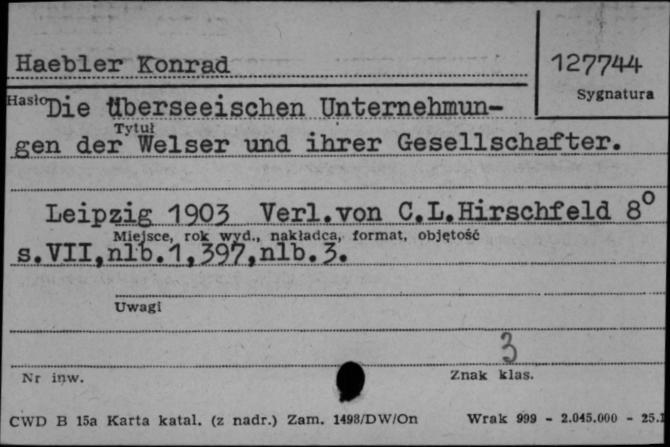 Haebler Konrad
127744
Hasło
Sygnatura
Die Überseeischen Unternehmun-
Tytuł
gen der Welser und ihrer Gesellschafter.
Leipzig 1903 Verl.von C.L.Hirschfeld 8°
Miejsce, rok wyd., nakładca, format, objętość
s.VII,nlb.1,397,nlb.3.
Uwagi
3
Nr inw.
Znak klas.
CWD B 15a Karta katal. (z nadr.) Zam. 1498/DW/On Wrak 999 - 2.045.000 - 25.